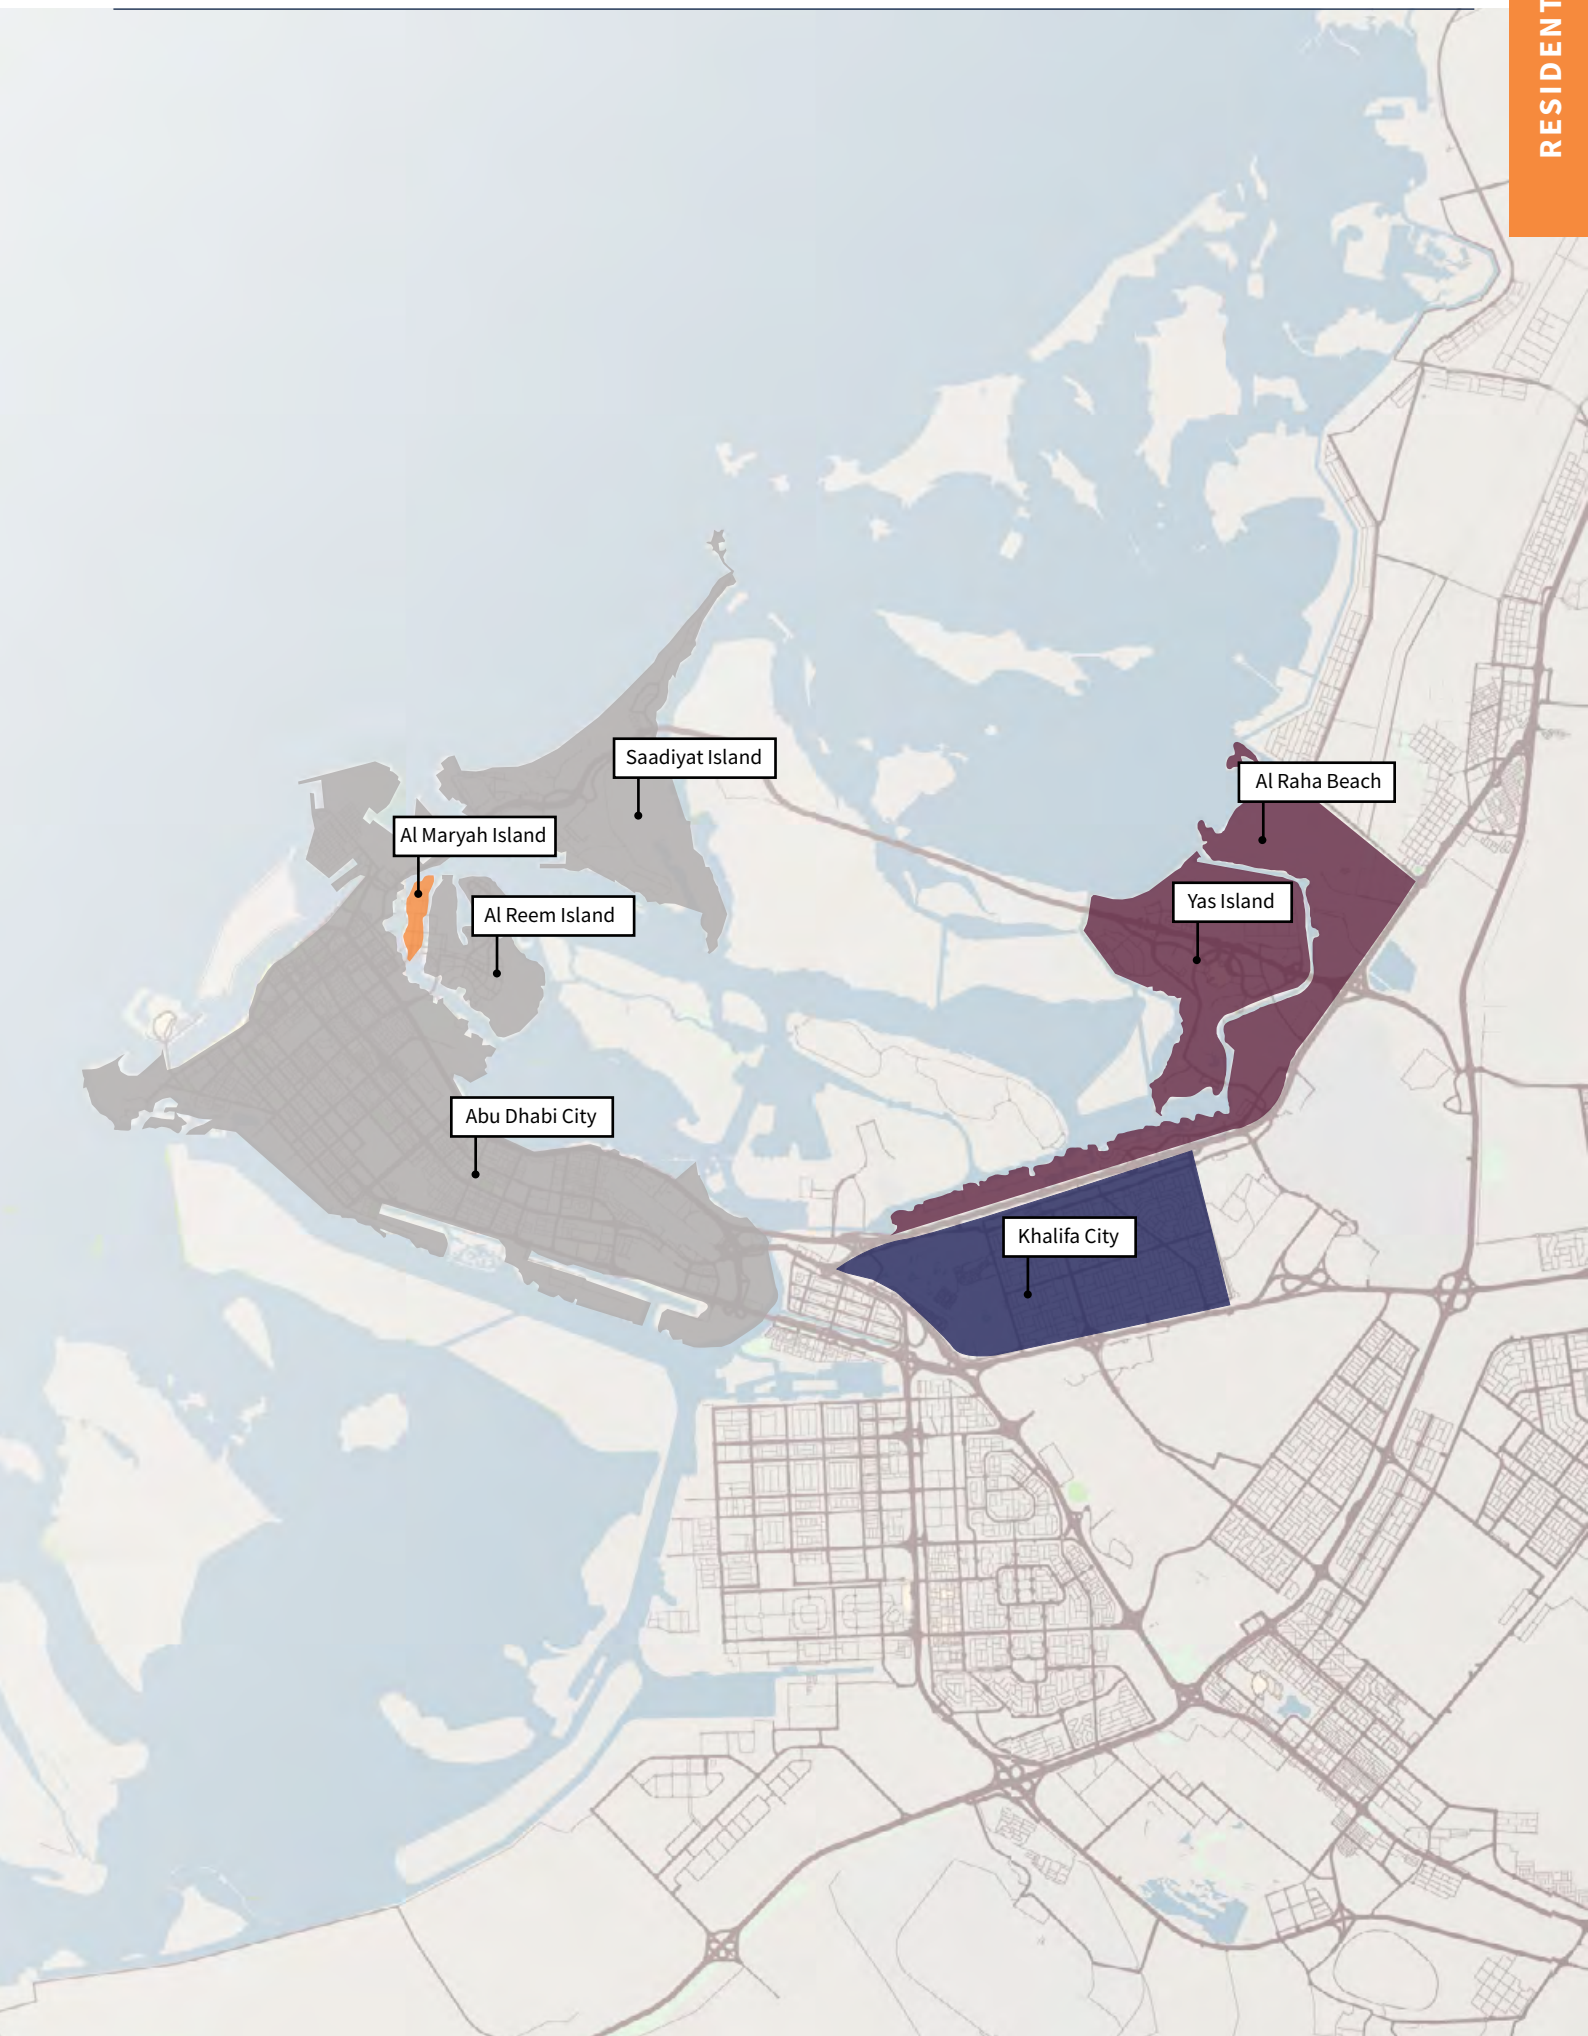 RESIDENT
Saadiyat Island
Al Raha Beach
Al Maryah Island
Yas Island
Al Reem Island
Abu Dhabi City
Khalifa City